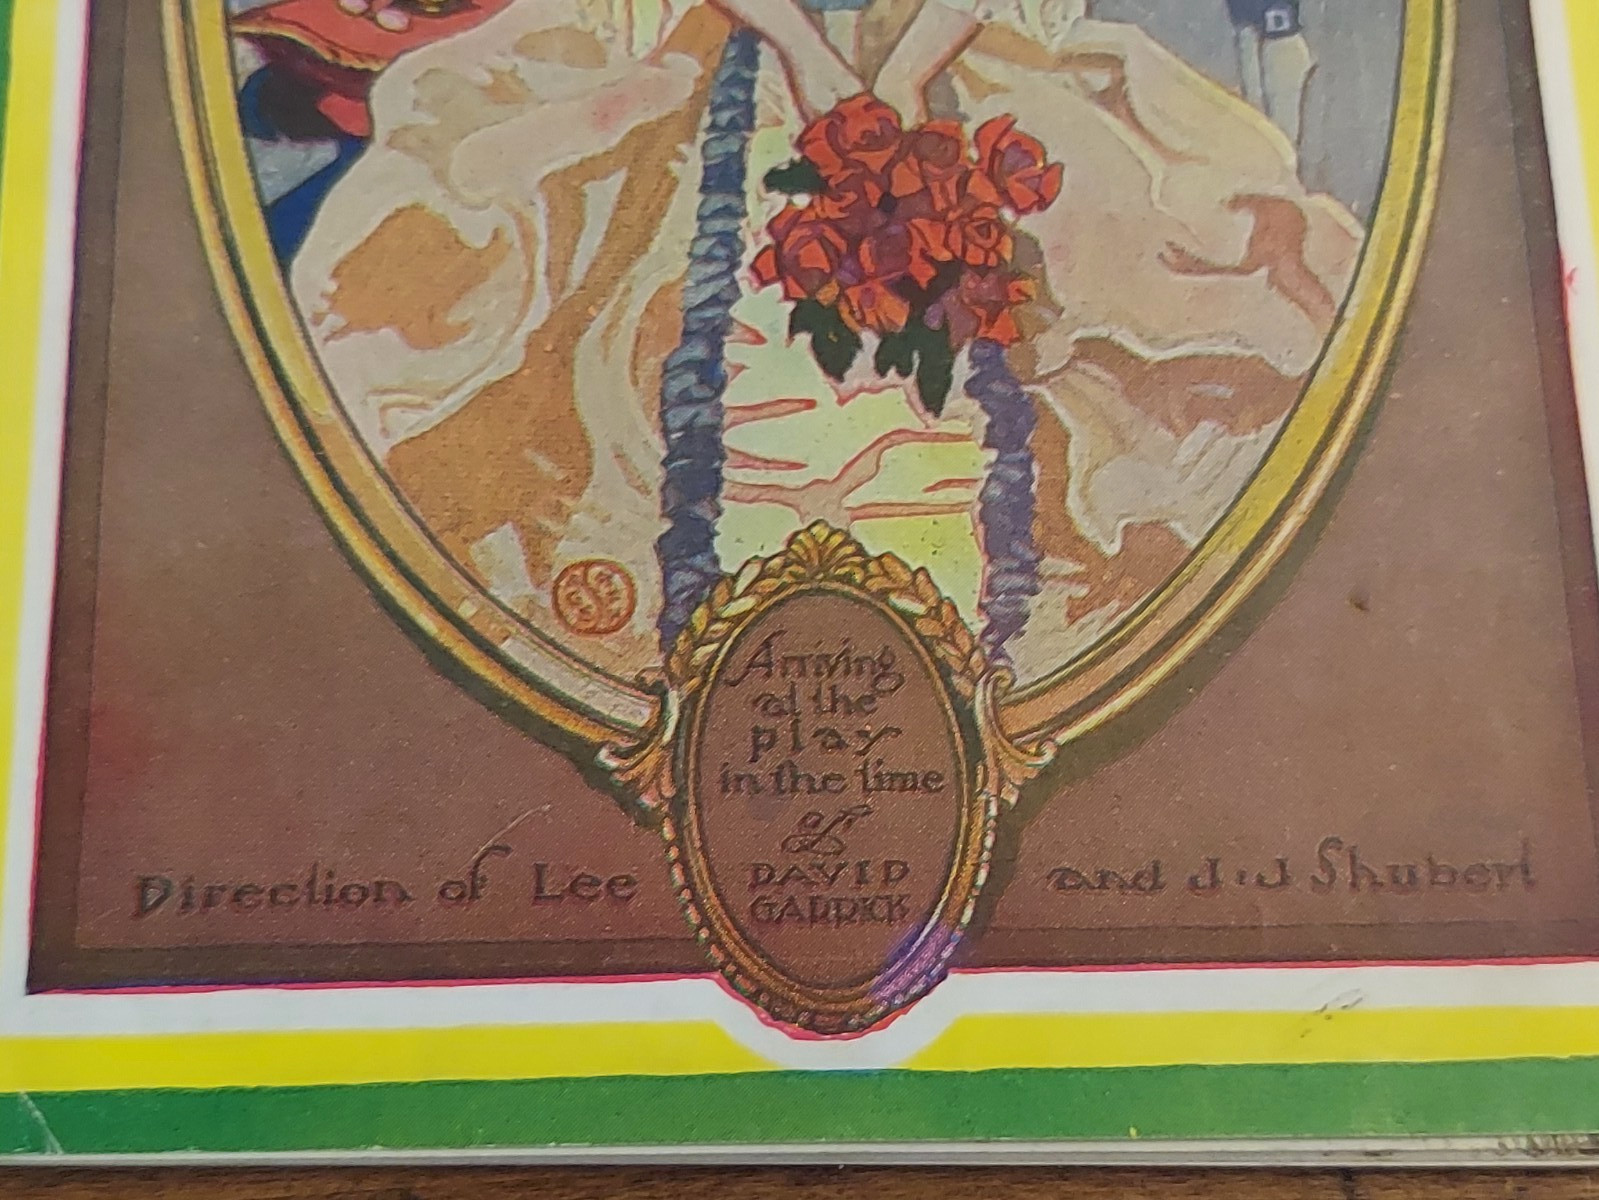 D
Arriving
at the
play
in the time
of
DAVID
GARRICK
Direction of Lee and J.J Shubert